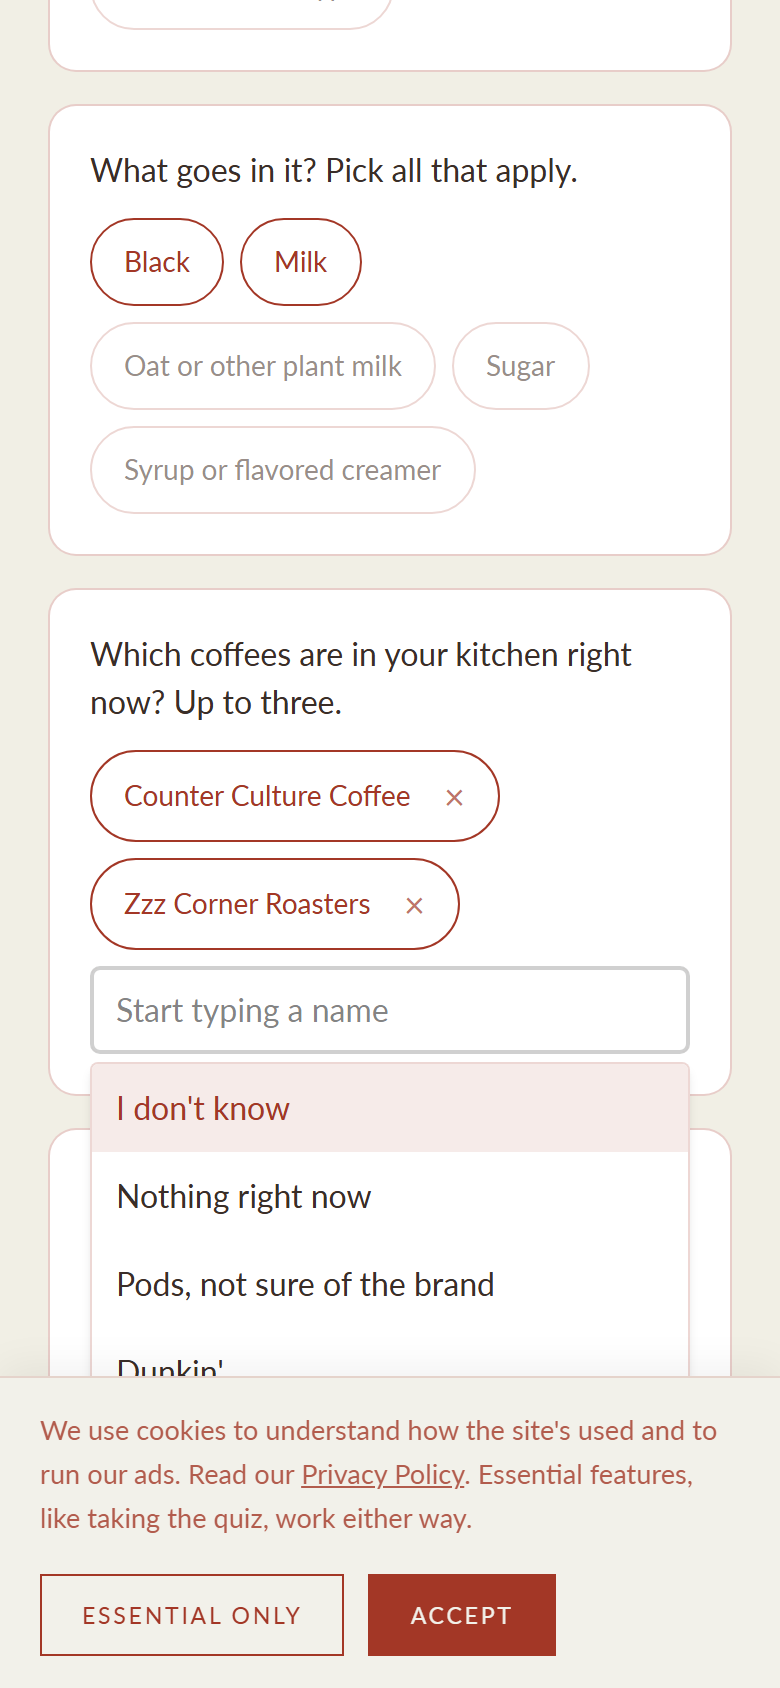 What goes in it? Pick all that apply.
Black
Milk
Oat or other plant milk
Sugar
Syrup or flavored creamer
Which coffees are in your kitchen right
now? Up to three.
Counter Culture Coffee ×
Zzz Corner Roasters ×
Start typing a name
I don't know
Nothing right now
Pods, not sure of the brand
Dunkin'
We use cookies to understand how the site's used and to
run our ads. Read our Privacy Policy. Essential features,
like taking the quiz, work either way.
ESSENTIAL ONLY
ACCEPT